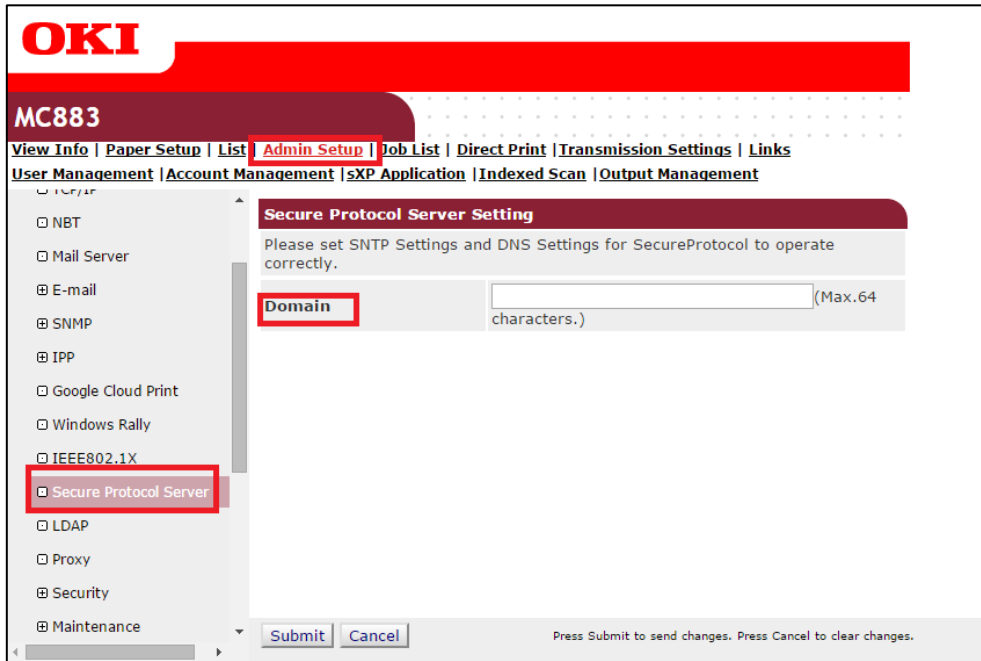 OKI
MC883
View Info | Paper Setup | List | Admin Setup | Job List | Direct Print |Transmission Settings | Links
User Management |Account Management |sXP Application |Indexed Scan |Output Management
TCP/IP
NBT
Mail Server
E-mail
SNMP
IPP
Google Cloud Print
Windows Rally
IEEE802.1X
Secure Protocol Server
LDAP
Proxy
Security
Maintenance
Secure Protocol Server Setting
Please set SNTP Settings and DNS Settings for SecureProtocol to operate
correctly.
Domain
(Max.64
characters.)
Submit Cancel
Press Submit to send changes. Press Cancel to clear changes.